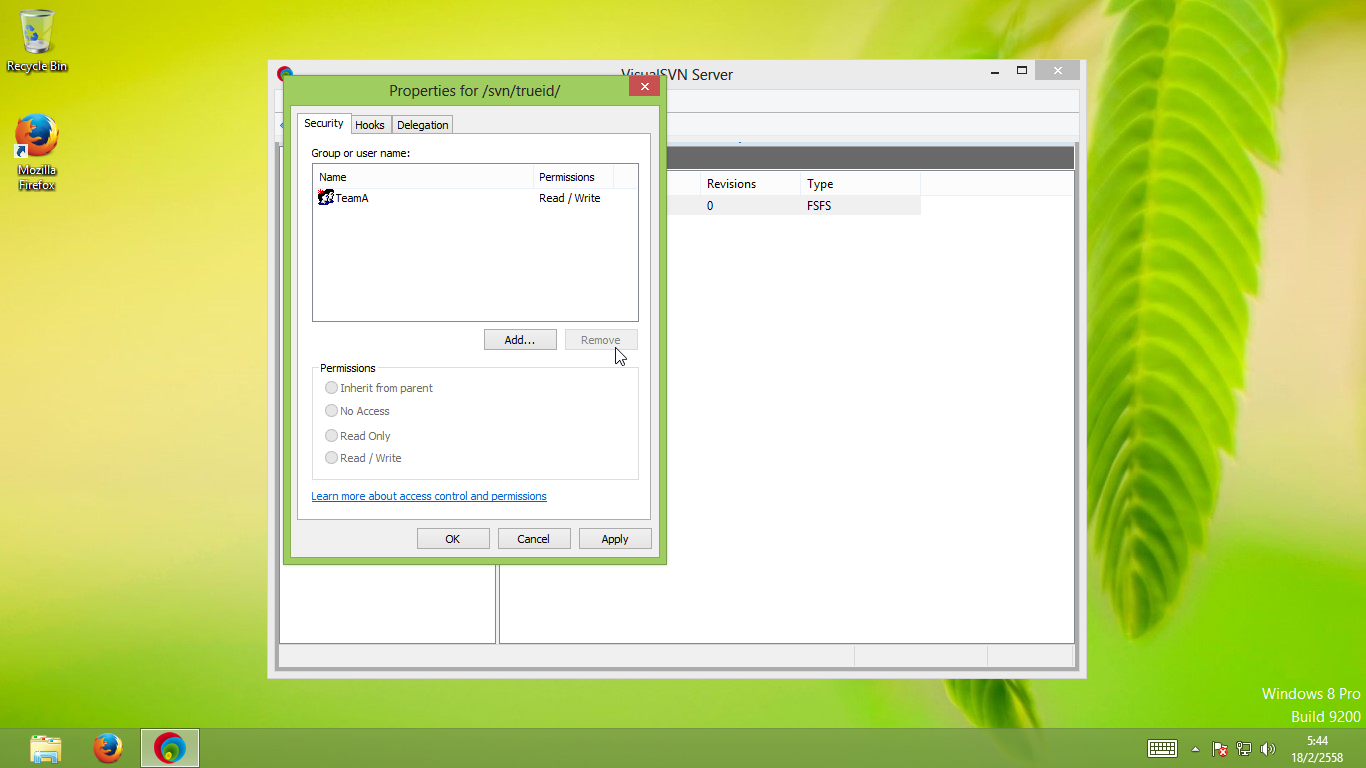 Recycle Bin
Mozilla
Firefox
VisualSVN Server
Properties for /svn/trueid/
Security Hooks Delegation
Group or user name:
Name Permissions
TeamA Read / Write
Add... Remove
Permissions
Inherit from parent
No Access
Read Only
Read / Write
Learn more about access control and permissions
OK Cancel Apply
Revisions Type
0 FSFS
Windows 8 Pro
Build 9200
5:44
18/2/2558